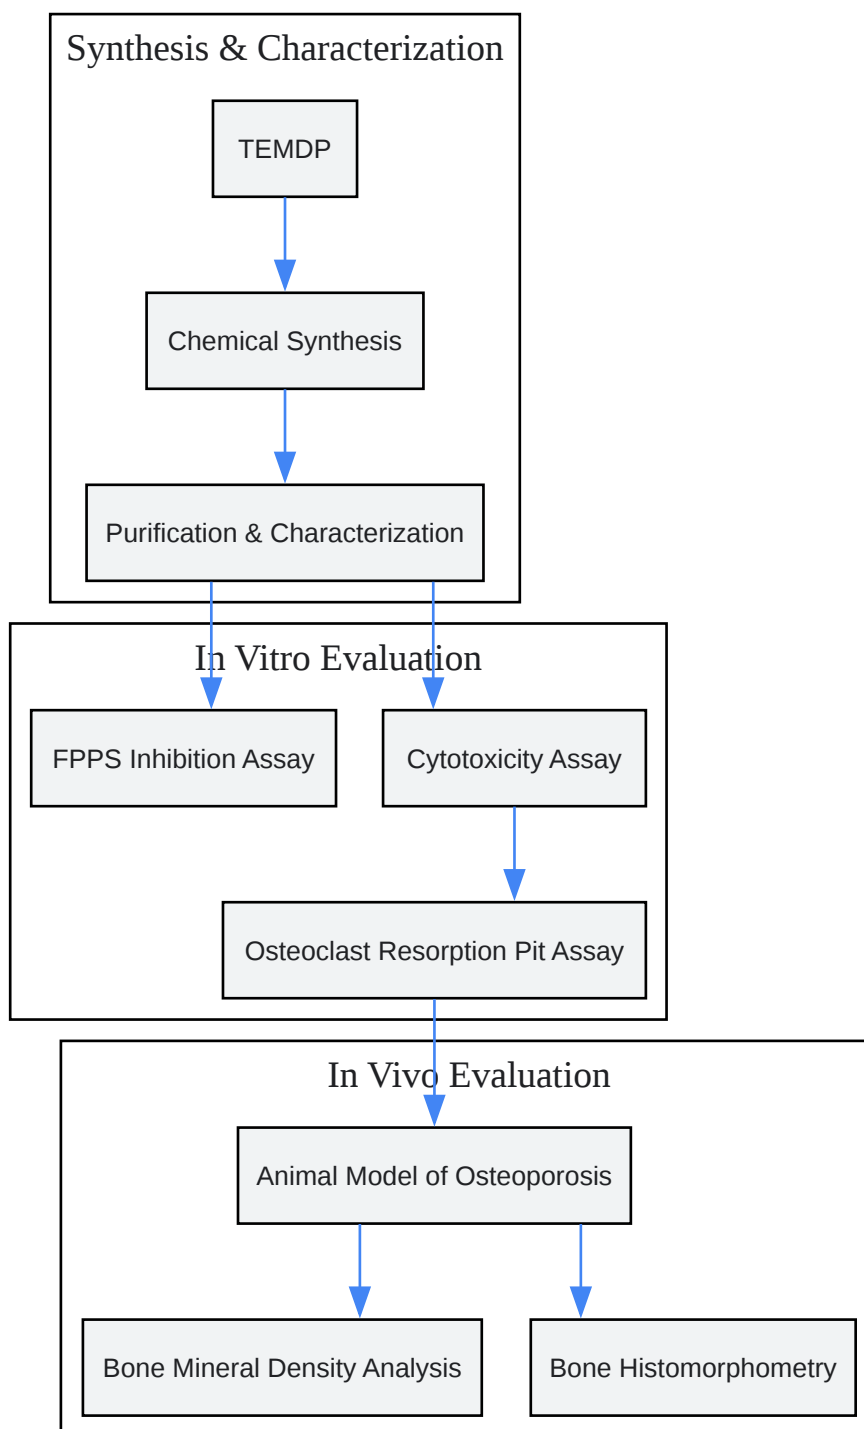 Synthesis & Characterization
TEMDP
Chemical Synthesis
Purification & Characterization
In Vitro Evaluation
FPPS Inhibition Assay
Cytotoxicity Assay
Osteoclast Resorption Pit Assay
In Vivo Evaluation
Animal Model of Osteoporosis
Bone Mineral Density Analysis
Bone Histomorphometry